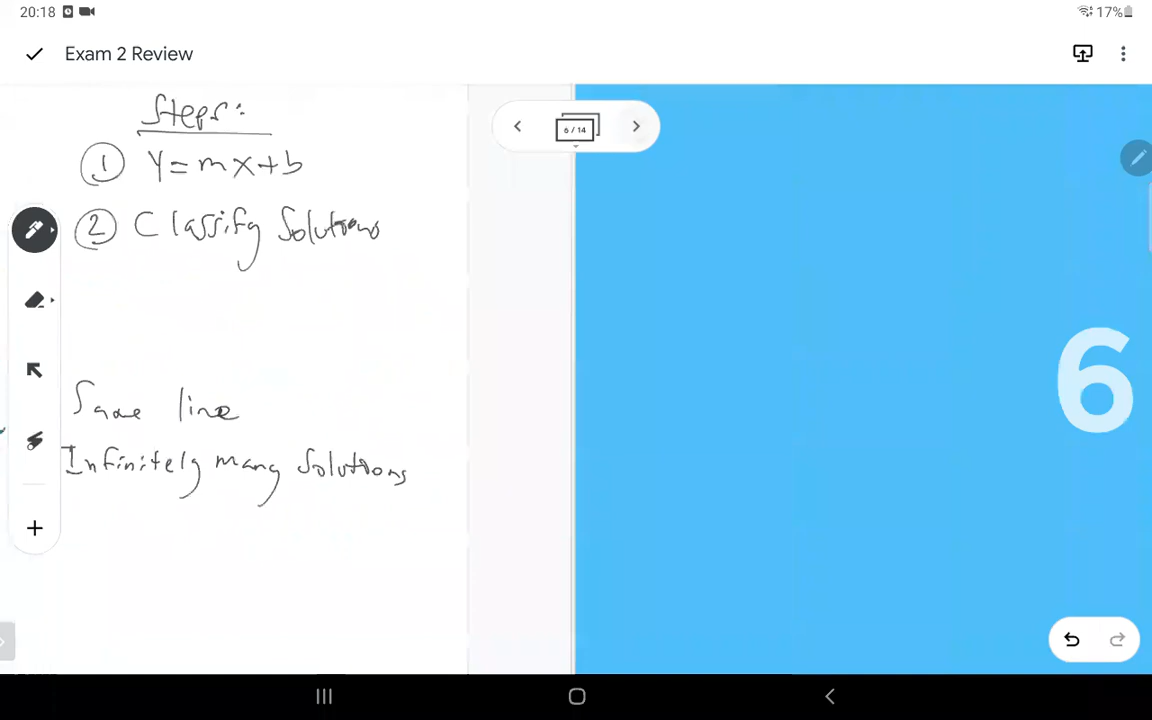 20:18
17%
Exam 2 Review
Steps:
① Y=mx+b
② Classify Solutions
6 / 14
6
Same line
Infinitely many Solutions